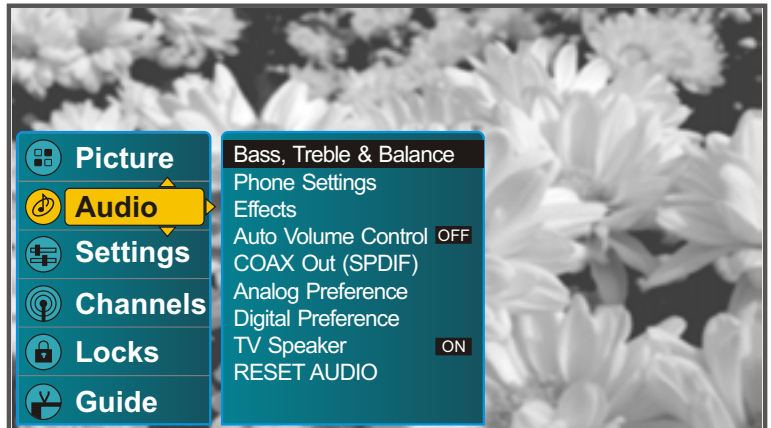 Picture
Audio
Settings
Channels
Locks
Guide
Bass, Treble & Balance
Phone Settings
Effects
Auto Volume Control OFF
COAX Out (SPDIF)
Analog Preference
Digital Preference
TV Speaker ON
RESET AUDIO